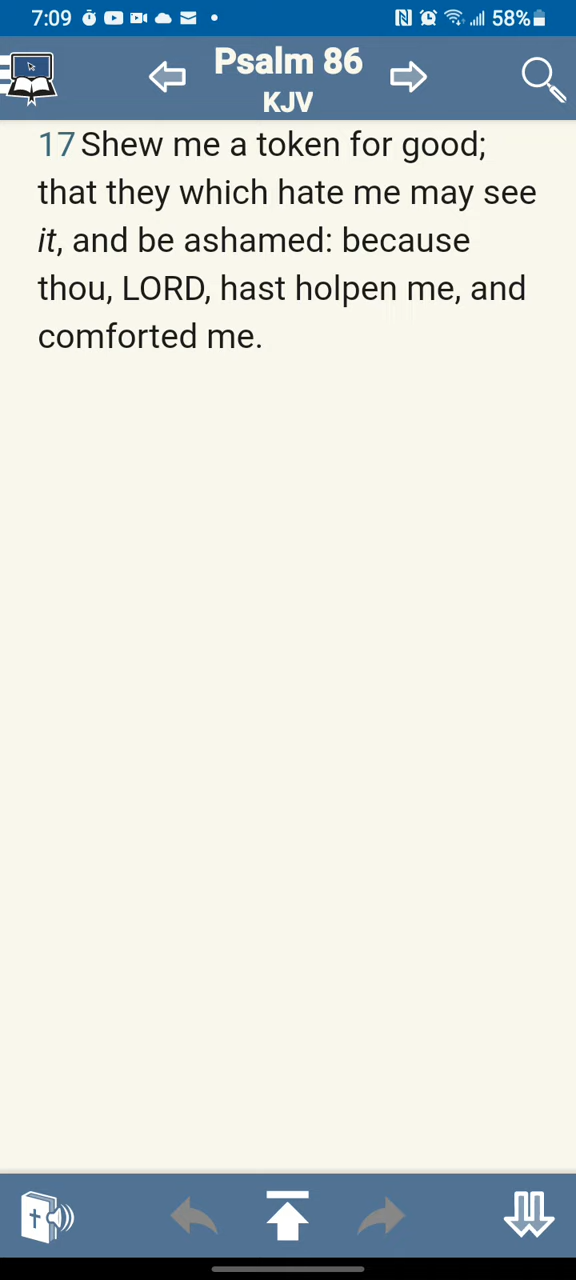 7:09 58%
Psalm 86
KJV
17 Shew me a token for good;
that they which hate me may see
it, and be ashamed: because
thou, LORD, hast holpen me, and
comforted me.